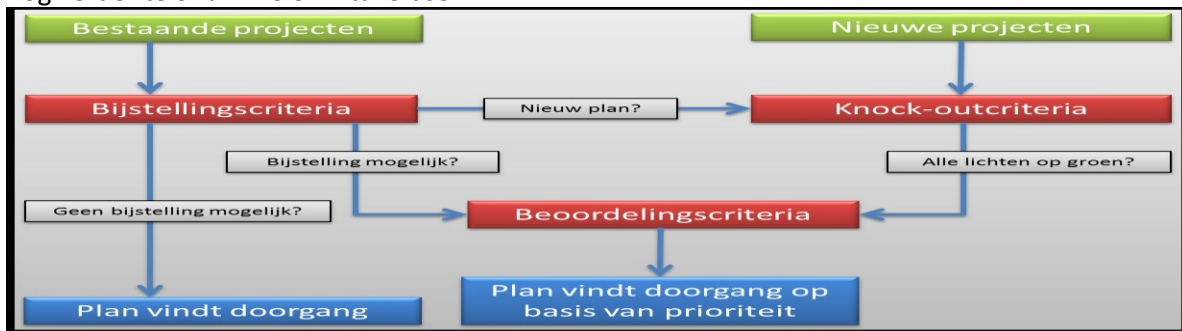 Bestaande projecten
Nieuwe projecten
Bijstellingscriteria
Nieuw plan?
Knock-outcriteria
Bijstelling mogelijk?
Alle lichten op groen?
Geen bijstelling mogelijk?
Beoordelingscriteria
Plan vindt doorgang
Plan vindt doorgang op
basis van prioriteit